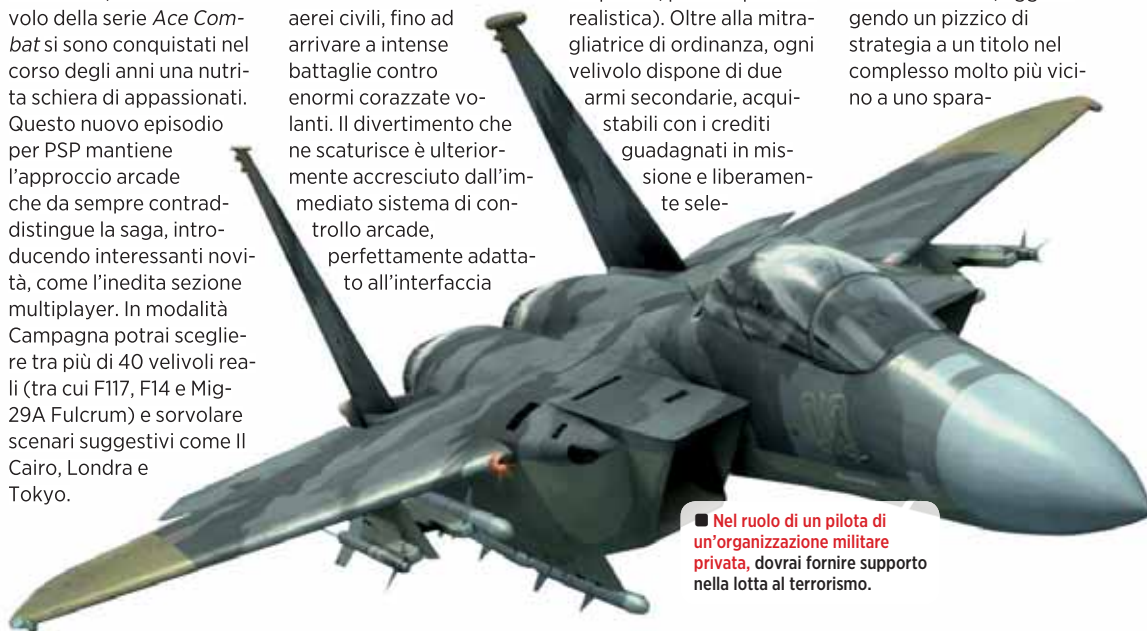 volo della serie Ace Com-
bat si sono conquistati nel
corso degli anni una nutri-
ta schiera di appassionati.
Questo nuovo episodio
per PSP mantiene
l'approccio arcade
che da sempre contrad-
distingue la saga, intro-
ducendo interessanti novi-
tà, come l'inedita sezione
multiplayer. In modalità
Campagna potrai sceglie-
re tra più di 40 velivoli rea-
li (tra cui F117, F14 e Mig-
29A Fulcrum) e sorvolare
scenari suggestivi come Il
Cairo, Londra e
Tokyo.
aerei civili, fino ad
arrivare a intense
battaglie contro
enormi corazzate vo-
lanti. Il divertimento che
ne scaturisce è ulterior-
mente accresciuto dall'im-
mediato sistema di con-
trollo arcade,
perfettamente adatta-
to all'interfaccia
realistica). Oltre alla mitra-
gliatrice di ordinanza, ogni
velivolo dispone di due
armi secondarie, acqui-
stabili con i crediti
guadagnati in mis-
sione e liberamen-
te sele-
gendo un pizzico di
strategia a un titolo nel
complesso molto più vici-
no a uno spara-
■ Nel ruolo di un pilota di
un'organizzazione militare
privata, dovrai fornire supporto
nella lotta al terrorismo.